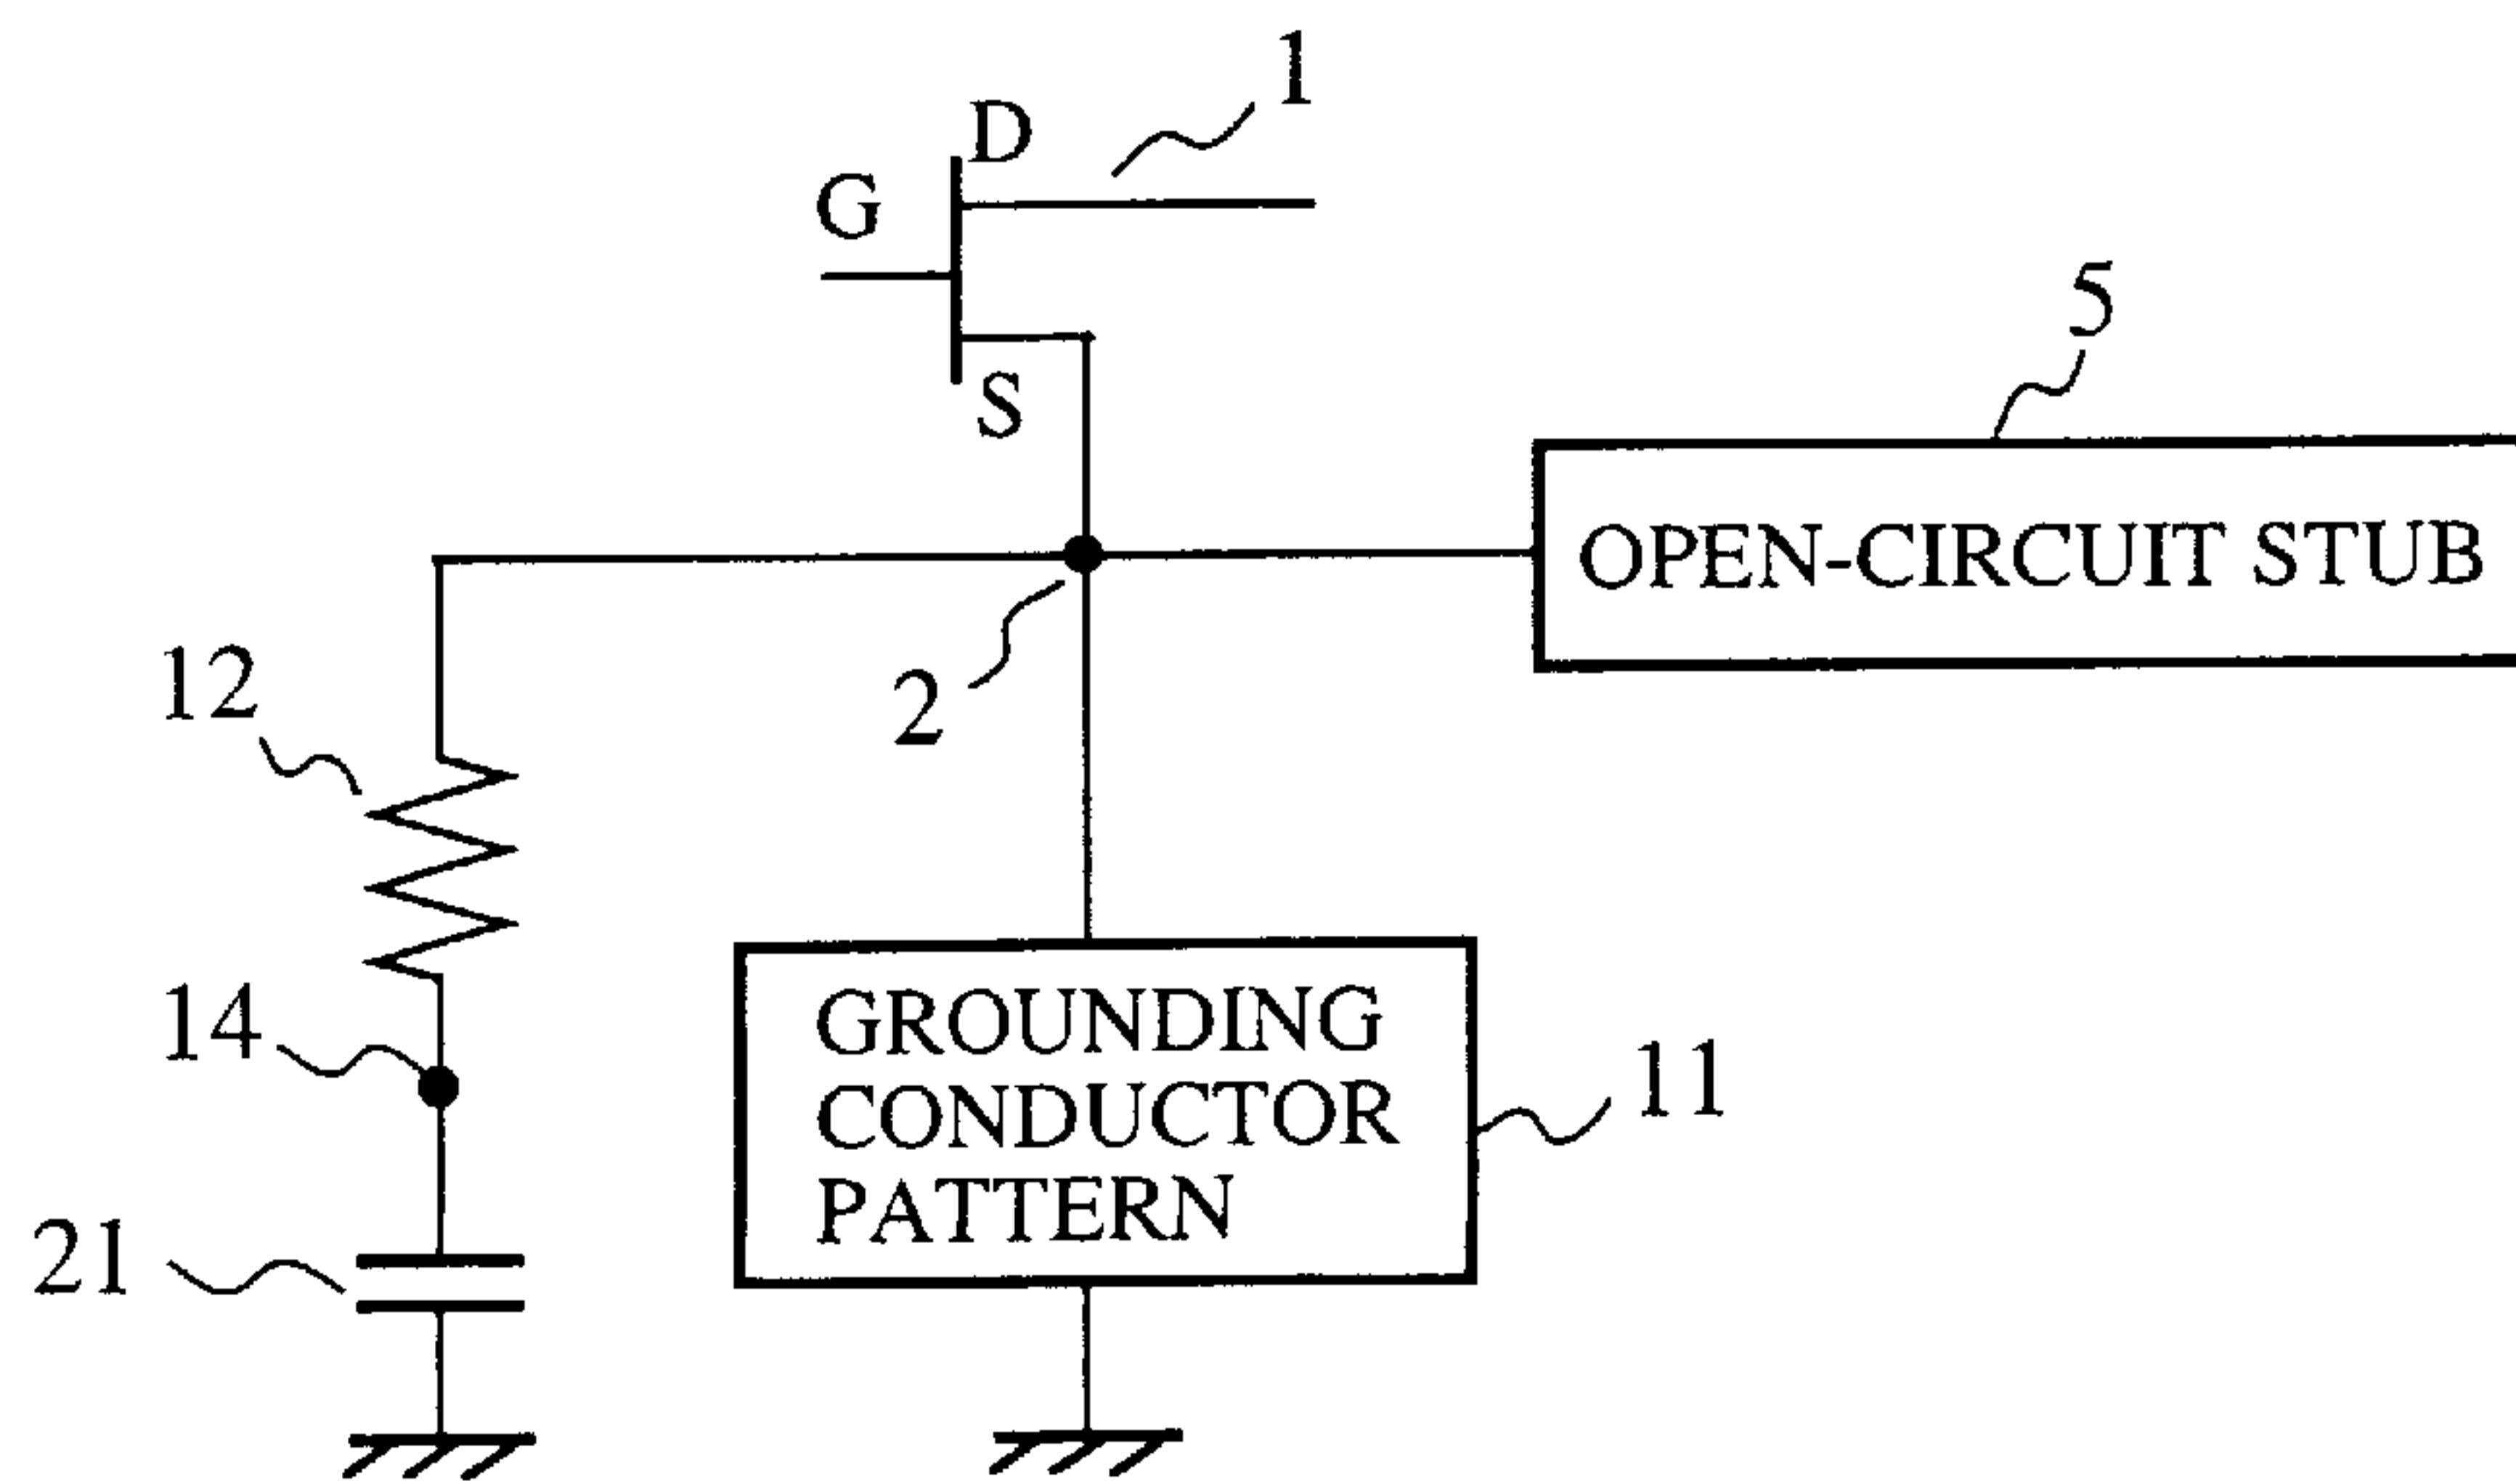 1
D
G
S
5
OPEN-CIRCUIT STUB
2
12
14
GROUNDING
CONDUCTOR
PATTERN
11
21